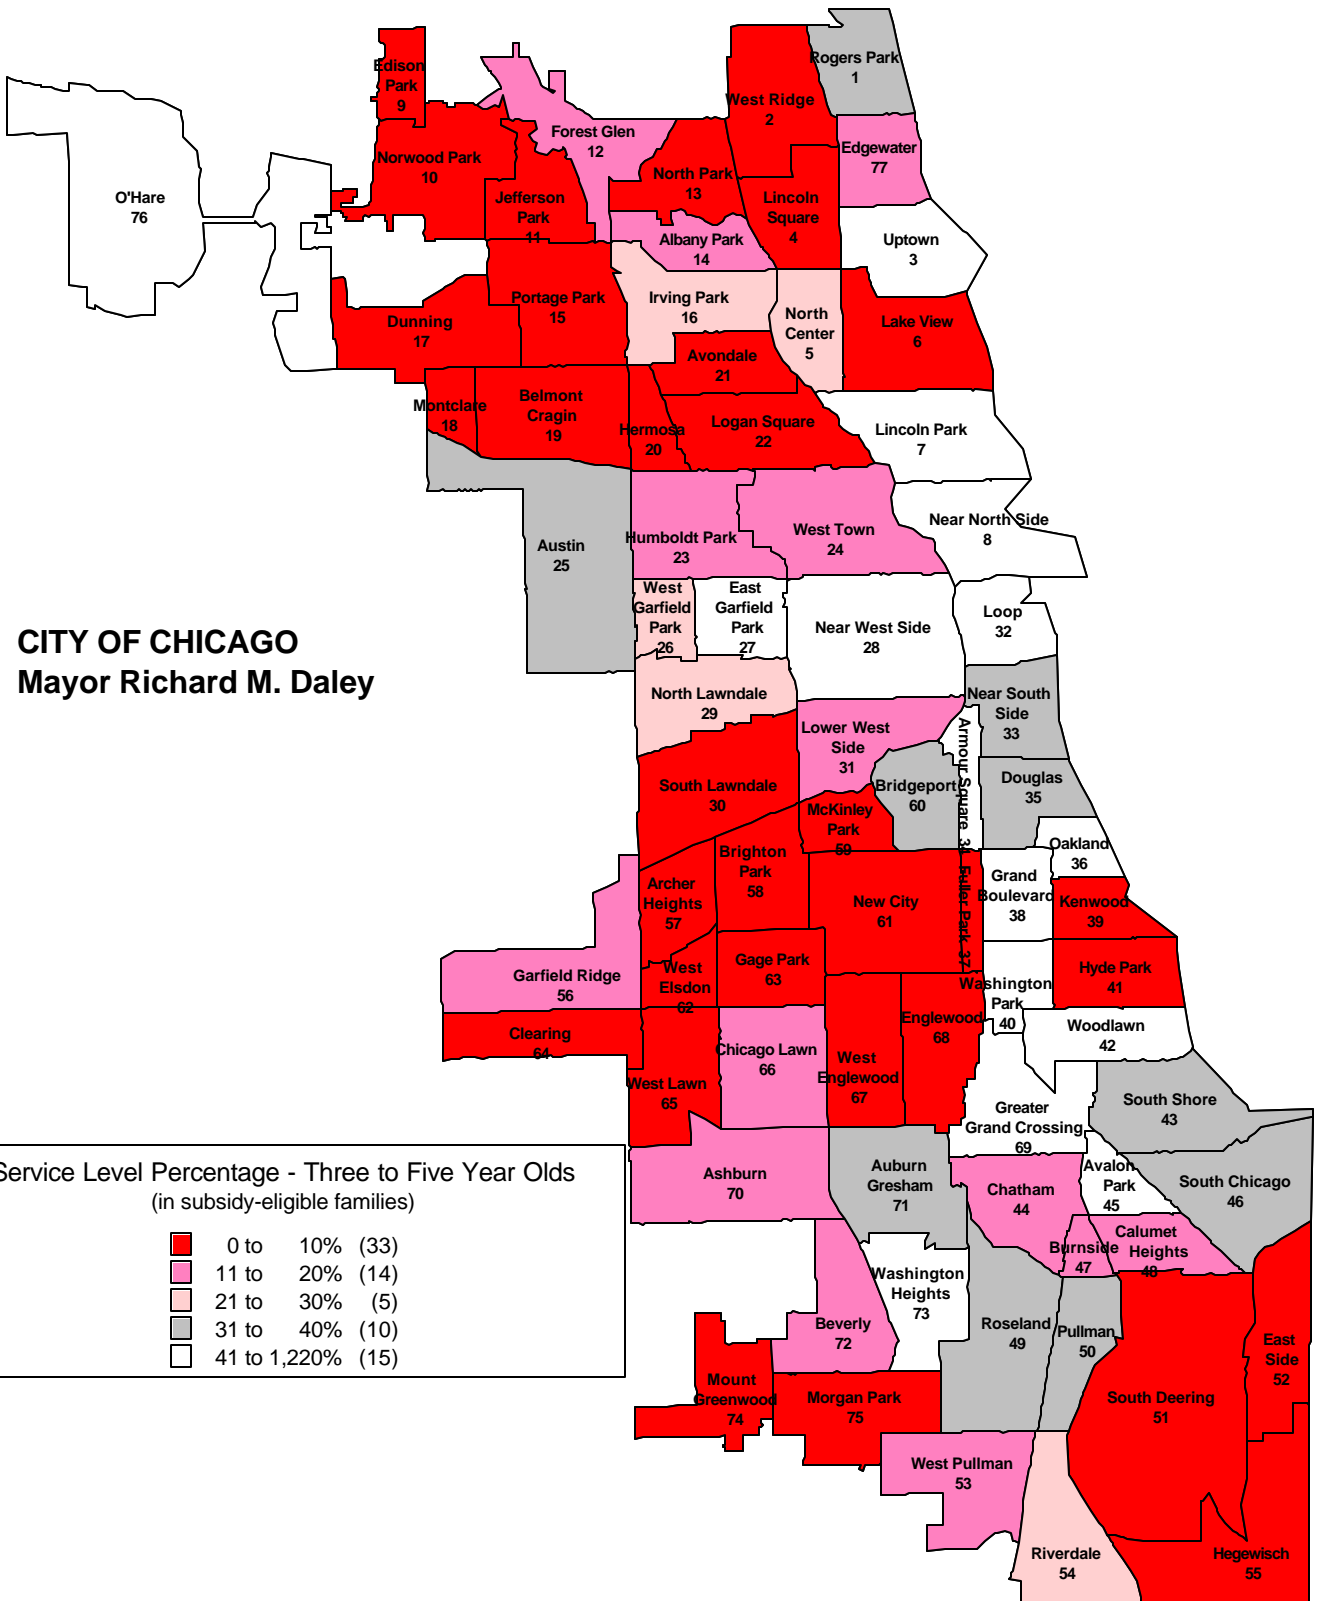 Rogers Park
1
Edison
Park
9
West Ridge
2
Forest Glen
12
Edgewater
77
Norwood Park
10
North Park
13
O'Hare
76
Jefferson
Park
11
Lincoln
Square
4
Albany Park
14
Uptown
3
Portage Park
15
Irving Park
16
North
Center
5
Lake View
6
Dunning
17
Avondale
21
Montclare
18
Belmont
Cragin
19
Hermosa
20
Logan Square
22
Lincoln Park
7
Near North Side
8
Austin
25
Humboldt Park
23
West Town
24
West
Garfield
Park
26
East
Garfield
Park
27
Near West Side
28
Loop
32
CITY OF CHICAGO
Mayor Richard M. Daley
North Lawndale
29
Near South
Side
33
Lower West
Side
31
Armour Square 34
South Lawndale
30
Bridgeport
60
Douglas
35
McKinley
Park
59
Oakland
36
Brighton
Park
58
Archer
Heights
57
New City
61
Fuller Park 37
Grand
Boulevard
38
Kenwood
39
Garfield Ridge
56
West
Elsdon
62
Gage Park
63
Washington
Park
40
Hyde Park
41
Clearing
64
Englewood
68
Woodlawn
42
West Lawn
65
Chicago Lawn
66
West
Englewood
67
Greater
Grand Crossing
69
South Shore
43
Service Level Percentage - Three to Five Year Olds
(in subsidy-eligible families)
0 to 10% (33)
11 to 20% (14)
21 to 30% (5)
31 to 40% (10)
41 to 1,220% (15)
Ashburn
70
Auburn
Gresham
71
Chatham
44
Avalon
Park
45
South Chicago
46
Burnside
47
Calumet
Heights
48
Washington
Heights
73
Beverly
72
Roseland
49
Pullman
50
East
Side
52
Mount
Greenwood
74
Morgan Park
75
South Deering
51
West Pullman
53
Riverdale
54
Hegewisch
55